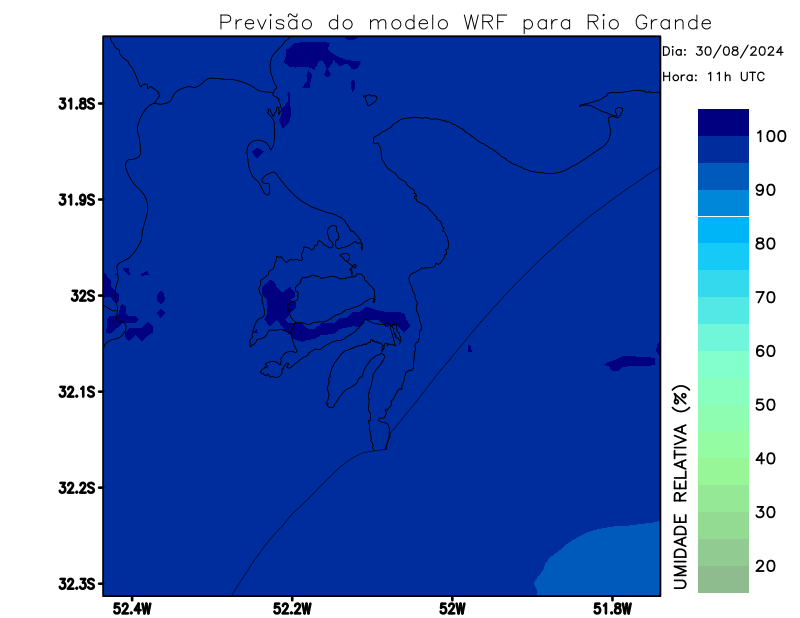 Previsão do modelo WRF para Rio Grande
Dia: 30/08/2024
Hora: 11h UTC
31.8S
31.9S
32S
32.1S
32.2S
32.3S
52.4W
52.2W
52W
51.8W
UMIDADE RELATIVA (%)
100
90
80
70
60
50
40
30
20